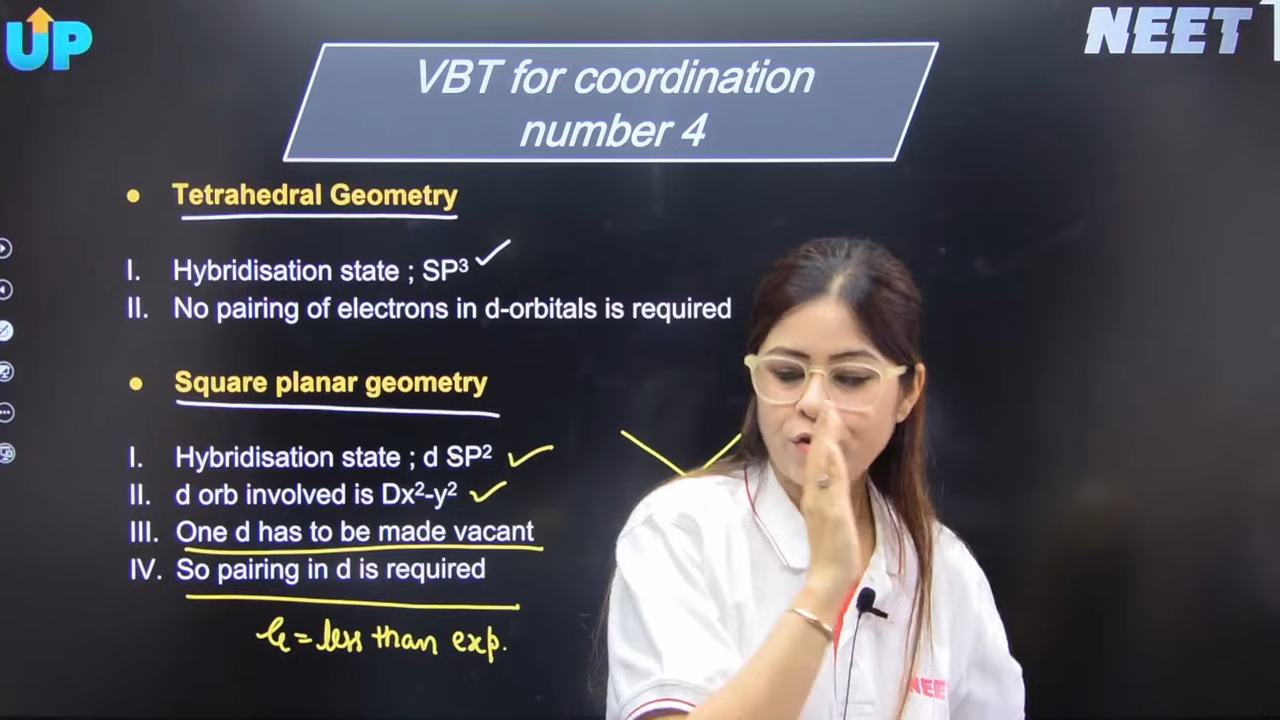 UP
NEET
VBT for coordination
number 4
• Tetrahedral Geometry
I. Hybridisation state ; SP³ ✓
II. No pairing of electrons in d-orbitals is required
• Square planar geometry
I. Hybridisation state ; d SP² ✓
II. d orb involved is Dx²-y² ✓
III. One d has to be made vacant
IV. So pairing in d is required
= less than exp.
NEE